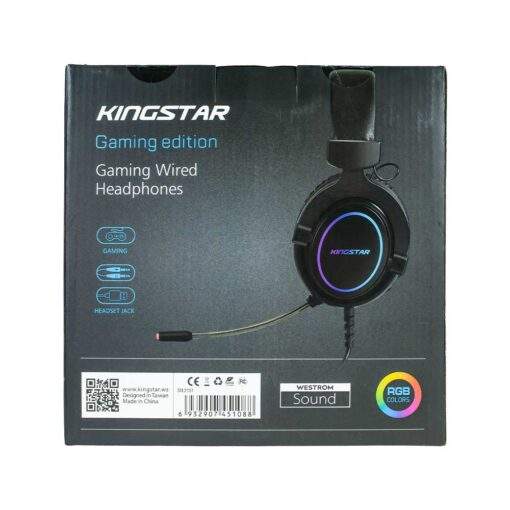 KINGSTAR
Gaming edition
Gaming Wired
Headphones
GAMING
HEADSET JACK
KINGSTAR
www.kingstar.ws
Designed in Taiwan
Made in China
CE
6 932907 451088
WESTROM
Sound
RGB
COLORS